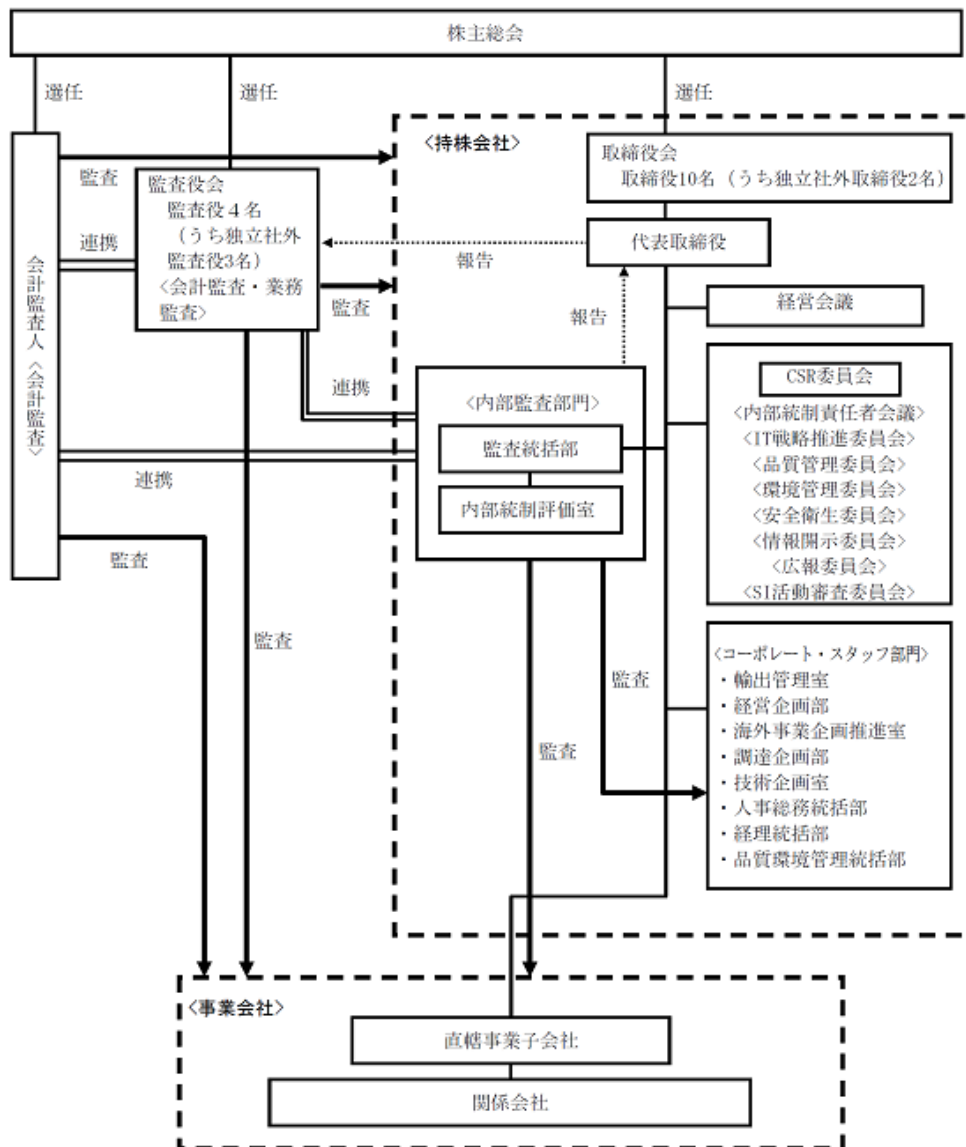 株主総会
選任
選任
選任
〈持株会社〉
取締役会
取締役10名（うち独立社外取締役2名）
監査
監査役会
監査役４名
（うち独立社外
監査役3名）
〈会計監査・業務
監査〉
代表取締役
連携
報告
会計監査人〈会計監査〉
監査
報告
経営会議
連携
〈内部監査部門〉
監査統括部
内部統制評価室
CSR委員会
〈内部統制責任者会議〉
〈IT戦略推進委員会〉
〈品質管理委員会〉
〈環境管理委員会〉
〈安全衛生委員会〉
〈情報開示委員会〉
〈広報委員会〉
〈SI活動審査委員会〉
連携
監査
監査
監査
監査
〈コーポレート・スタッフ部門〉
・輸出管理室
・経営企画部
・海外事業企画推進室
・調達企画部
・技術企画室
・人事総務統括部
・経理統括部
・品質環境管理統括部
〈事業会社〉
直轄事業子会社
関係会社